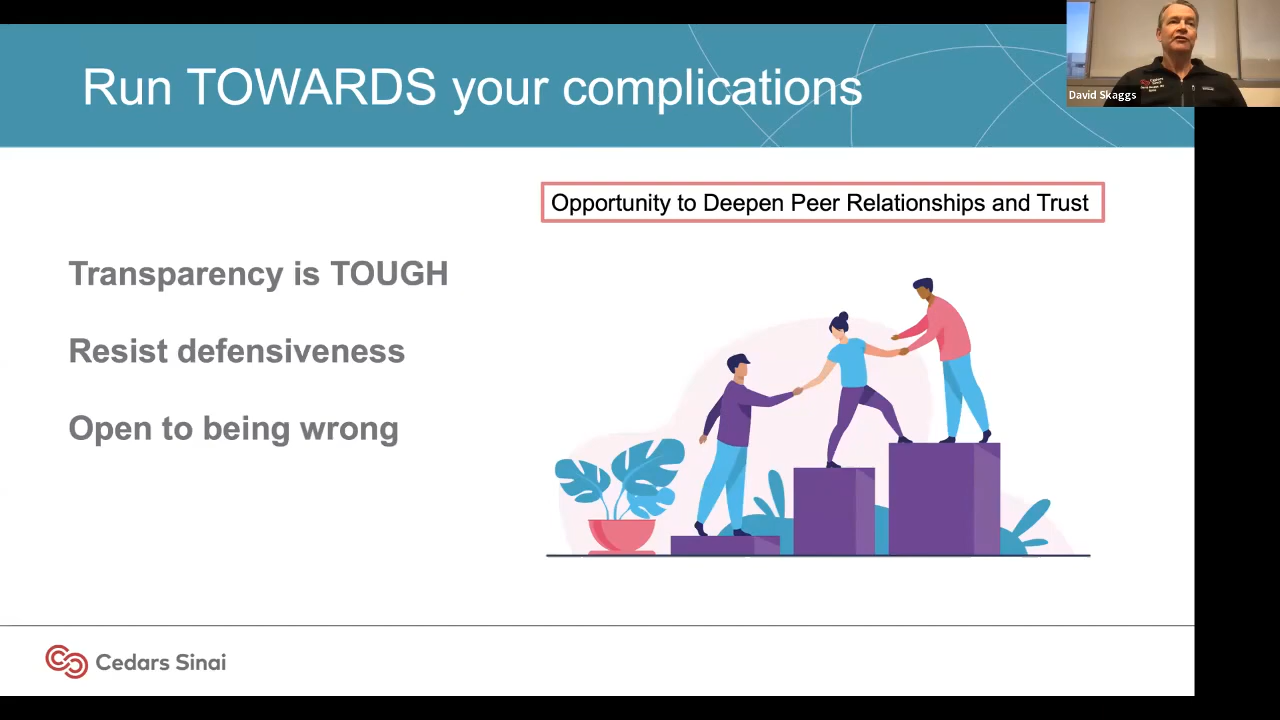 Run TOWARDS your complications
David Skaggs
Opportunity to Deepen Peer Relationships and Trust
Transparency is TOUGH
Resist defensiveness
Open to being wrong
Cedars Sinai